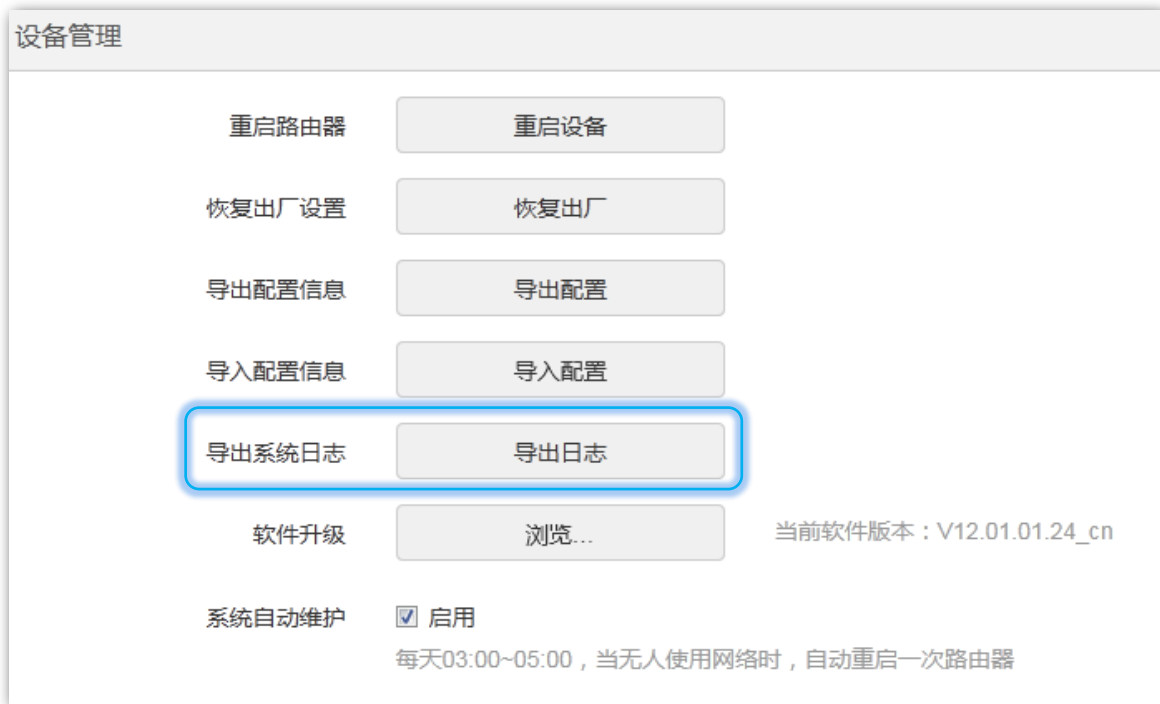 设备管理
重启路由器 重启设备
恢复出厂设置 恢复出厂
导出配置信息 导出配置
导入配置信息 导入配置
导出系统日志 导出日志
软件升级 浏览... 当前软件版本：V12.01.01.24_cn
系统自动维护 启用
每天03:00~05:00，当无人使用网络时，自动重启一次路由器